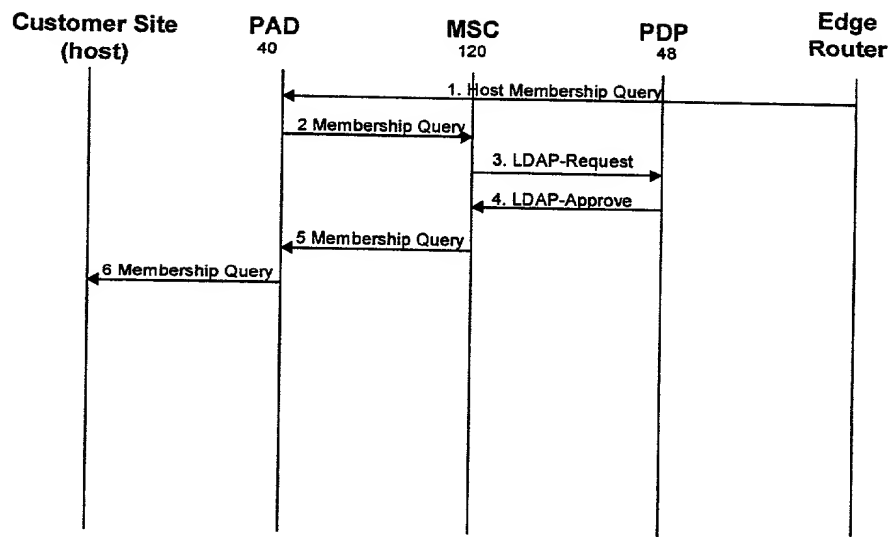 Customer Site
(host)
PAD
40
MSC
120
PDP
48
Edge
Router
1. Host Membership Query
2 Membership Query
3. LDAP-Request
4. LDAP-Approve
5 Membership Query
6 Membership Query